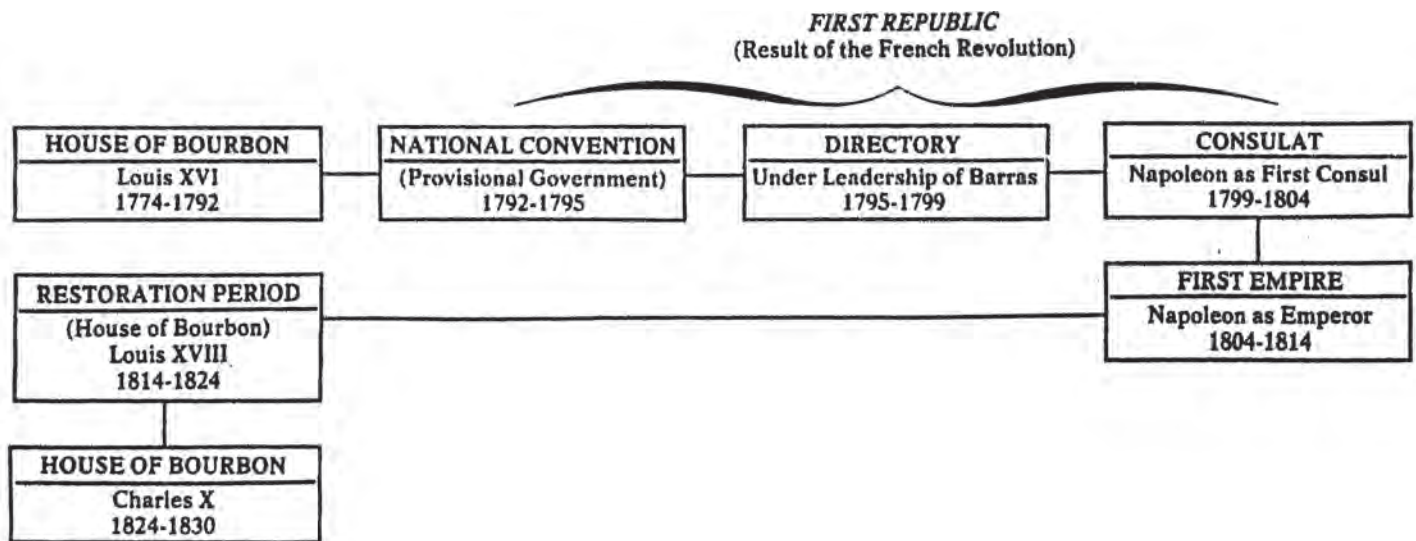 FIRST REPUBLIC
(Result of the French Revolution)
HOUSE OF BOURBON
Louis XVI
1774-1792
NATIONAL CONVENTION
(Provisional Government)
1792-1795
DIRECTORY
Under Leadership of Barras
1795-1799
CONSULAT
Napoleon as First Consul
1799-1804
FIRST EMPIRE
Napoleon as Emperor
1804-1814
RESTORATION PERIOD
(House of Bourbon)
Louis XVIII
1814-1824
HOUSE OF BOURBON
Charles X
1824-1830